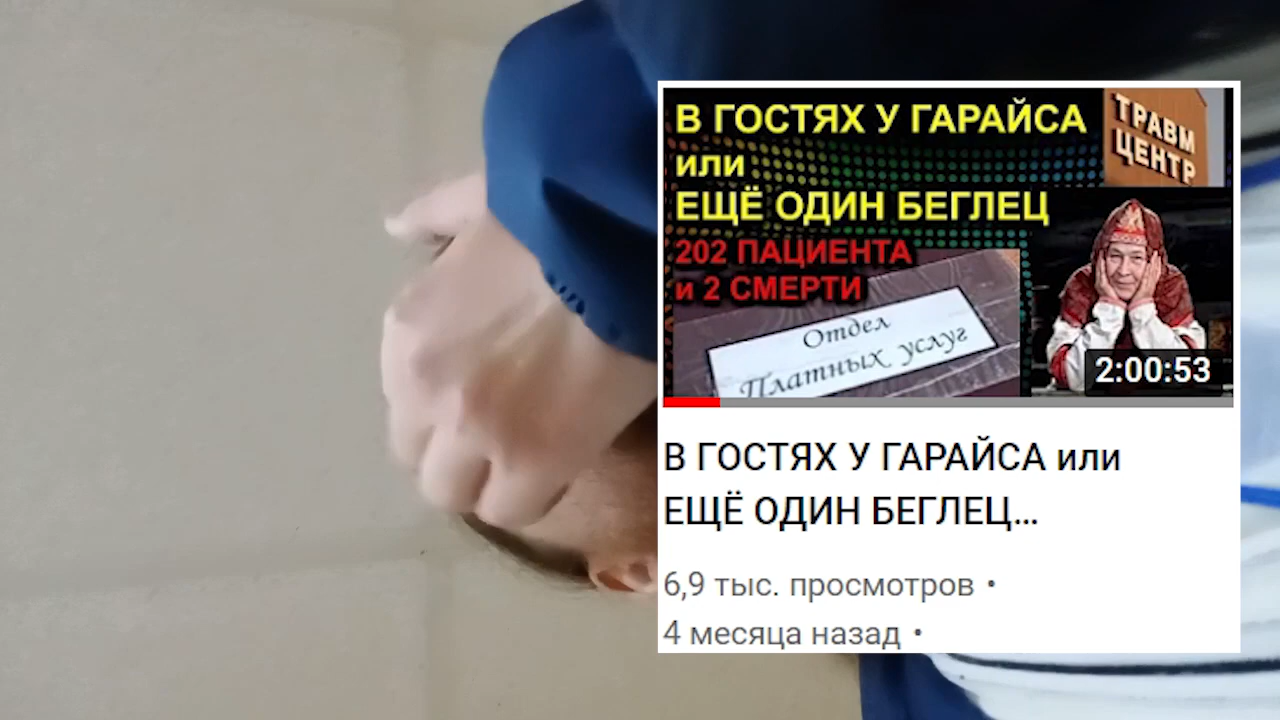 В ГОСТЯХ У ГАРАЙСА
или
ЕЩЁ ОДИН БЕГЛЕЦ
202 ПАЦИЕНТА
и 2 СМЕРТИ
ТРАВМ
ЦЕНТР
Отдел
Платных услуг
2:00:53
В ГОСТЯХ У ГАРАЙСА или
ЕЩЁ ОДИН БЕГЛЕЦ...
6,9 тыс. просмотров •
4 месяца назад •